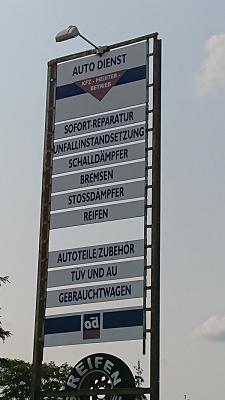 AUTO DIENST
KFZ-MEISTER-
BETRIEB
SOFORT-REPARATUR
UNFALLINSTANDSETZUNG
SCHALLDÄMPFER
BREMSEN
STOSSDÄMPFER
REIFEN
AUTOTEILE/ZUBEHÖR
TÜV UND AU
GEBRAUCHTWAGEN
ad
REIFEN